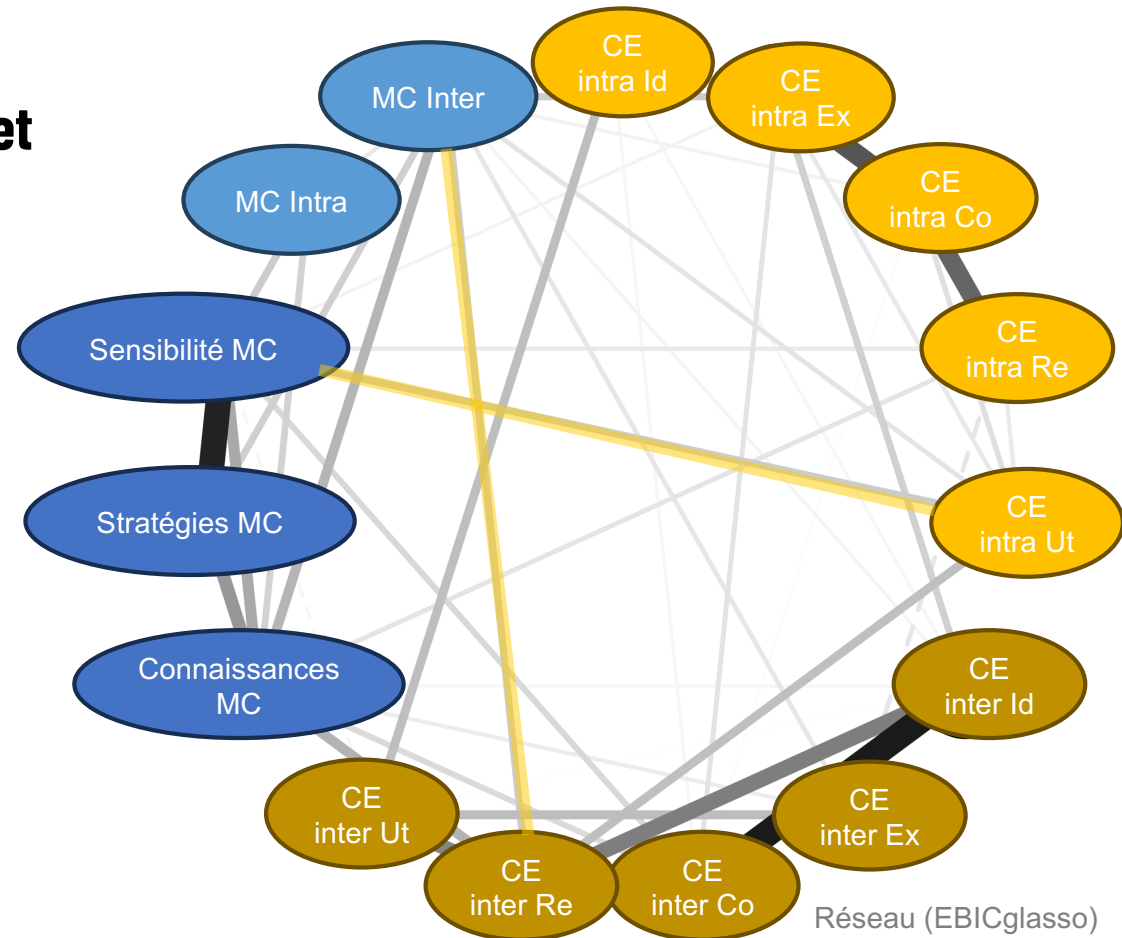 et
CE
intra Id
MC Inter
CE
intra Ex
MC Intra
CE
intra Co
Sensibilité MC
CE
intra Re
Stratégies MC
CE
intra Ut
Connaissances
MC
CE
inter Id
CE
inter Ut
CE
inter Ex
CE
inter Re
CE
inter Co
Réseau (EBICglasso)